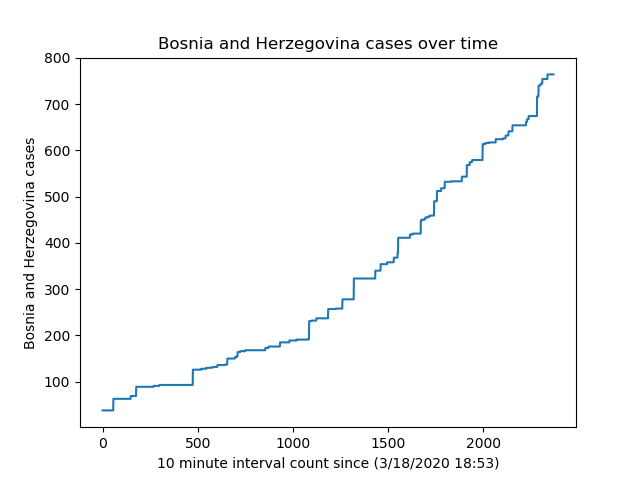 Bosnia and Herzegovina cases over time
800
700
600
500
400
300
200
100
Bosnia and Herzegovina cases
0 500 1000 1500 2000
10 minute interval count since (3/18/2020 18:53)